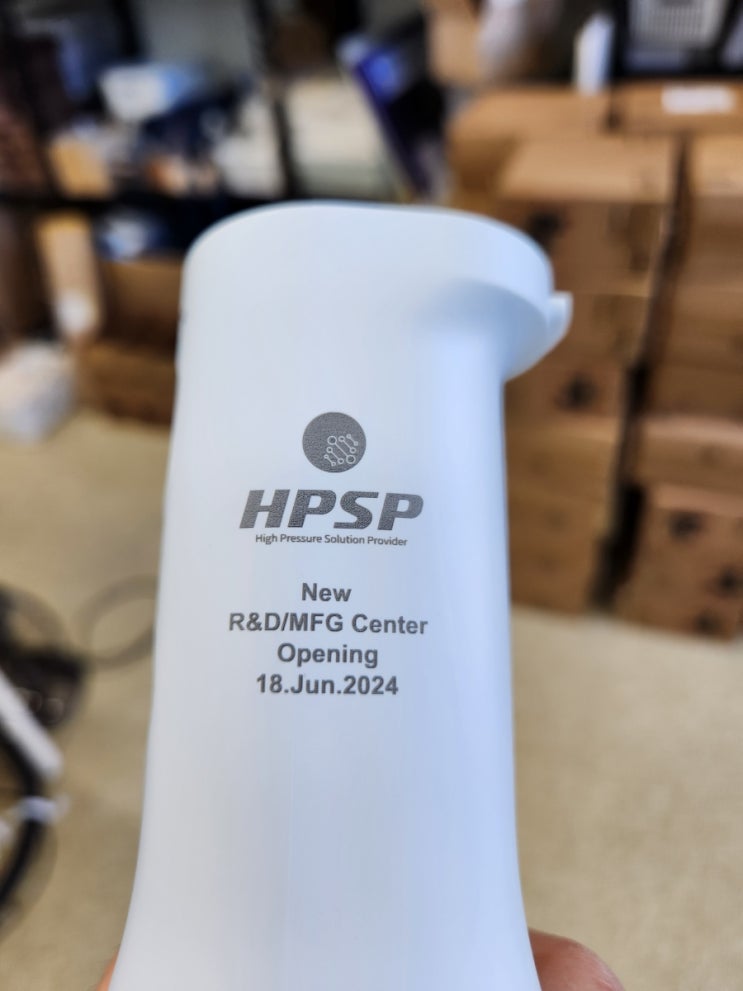 HPSP
High Pressure Solution Provider
New
R&D/MFG Center
Opening
18.Jun.2024